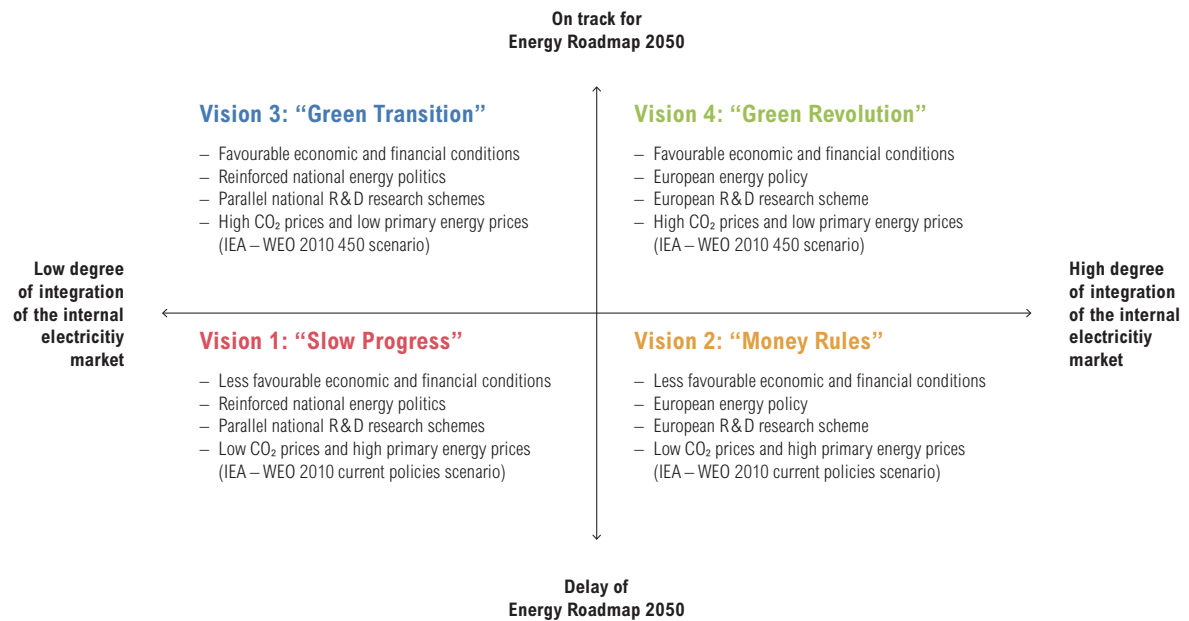 On track for
Energy Roadmap 2050
Vision 3: “Green Transition”
– Favourable economic and financial conditions
– Reinforced national energy politics
– Parallel national R & D research schemes
– High CO₂ prices and low primary energy prices
(IEA – WEO 2010 450 scenario)
Vision 4: “Green Revolution”
– Favourable economic and financial conditions
– European energy policy
– European R & D research scheme
– High CO₂ prices and low primary energy prices
(IEA – WEO 2010 450 scenario)
Low degree
of integration
of the internal
electricitiy
market
High degree
of integration
of the internal
electricitiy
market
Vision 1: “Slow Progress”
– Less favourable economic and financial conditions
– Reinforced national energy politics
– Parallel national R & D research schemes
– Low CO₂ prices and high primary energy prices
(IEA – WEO 2010 current policies scenario)
Vision 2: “Money Rules”
– Less favourable economic and financial conditions
– European energy policy
– European R & D research scheme
– Low CO₂ prices and high primary energy prices
(IEA – WEO 2010 current policies scenario)
Delay of
Energy Roadmap 2050